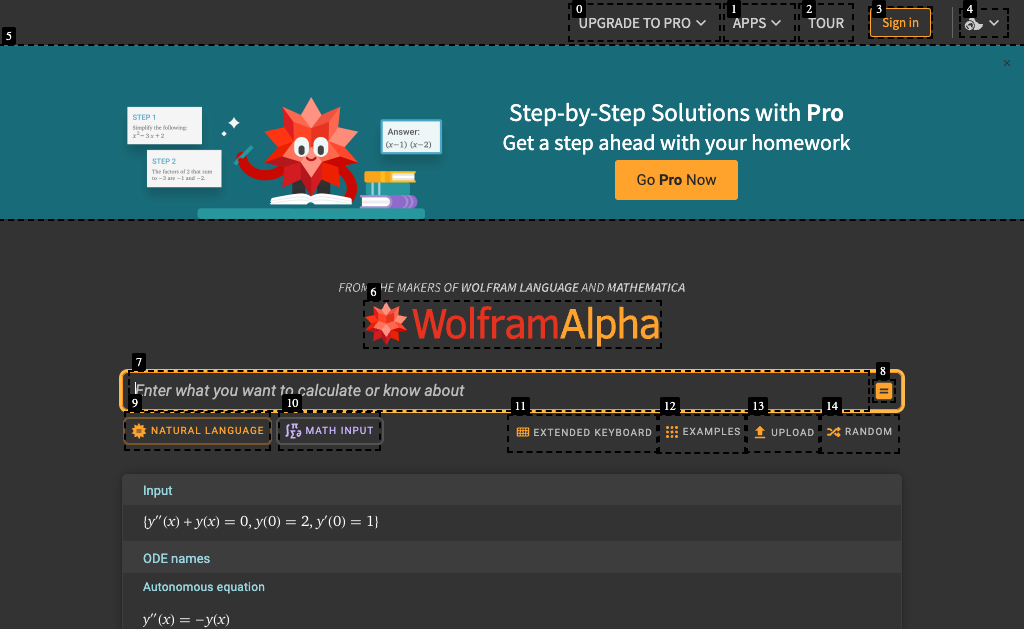 0 UPGRADE TO PRO
1 APPS
2 TOUR
3 Sign in
4
5
×
STEP 1
Simplify the following:
x² − 3 x + 2
STEP 2
The factors of 2 that sum
to −3 are −1 and −2.
Answer:
(x−1) (x−2)
Step-by-Step Solutions with Pro
Get a step ahead with your homework
Go Pro Now
FROM THE MAKERS OF WOLFRAM LANGUAGE AND MATHEMATICA
6
WolframAlpha
7
8
Enter what you want to calculate or know about
=
9 NATURAL LANGUAGE
10 MATH INPUT
11 EXTENDED KEYBOARD
12 EXAMPLES
13 UPLOAD
14 RANDOM
Input
{y′′(x) + y(x) = 0, y(0) = 2, y′(0) = 1}
ODE names
Autonomous equation
y′′(x) = −y(x)